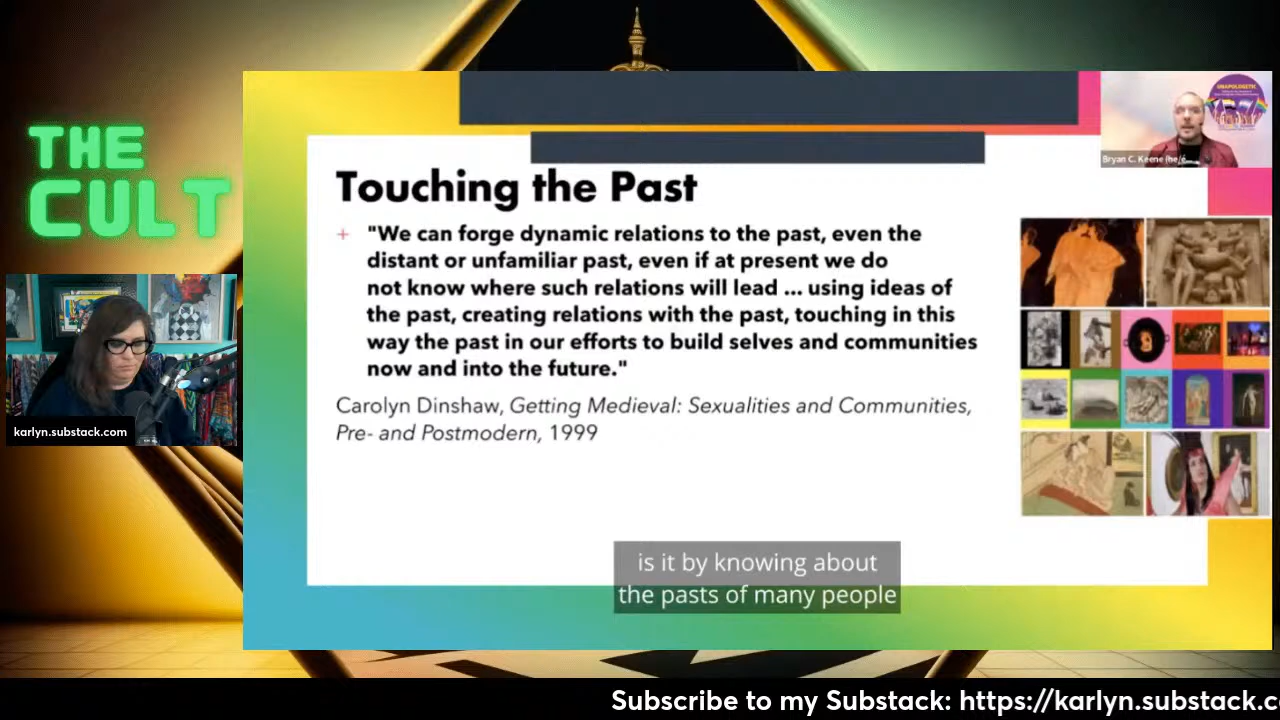 THE
CULT
karlyn.substack.com
UNAPOLOGETIC
Bryan C. Keene (he/é...
Touching the Past
+ "We can forge dynamic relations to the past, even the
distant or unfamiliar past, even if at present we do
not know where such relations will lead ... using ideas of
the past, creating relations with the past, touching in this
way the past in our efforts to build selves and communities
now and into the future."
Carolyn Dinshaw, Getting Medieval: Sexualities and Communities,
Pre- and Postmodern, 1999
is it by knowing about
the pasts of many people
Subscribe to my Substack: https://karlyn.substack.c